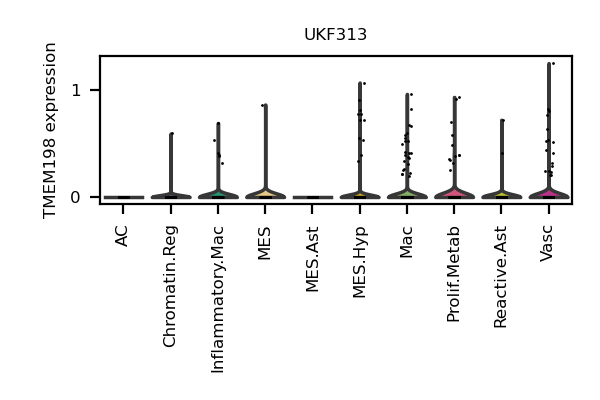 UKF313
TMEM198 expression
1
0
AC
Chromatin.Reg
Inflammatory.Mac
MES
MES.Ast
MES.Hyp
Mac
Prolif.Metab
Reactive.Ast
Vasc